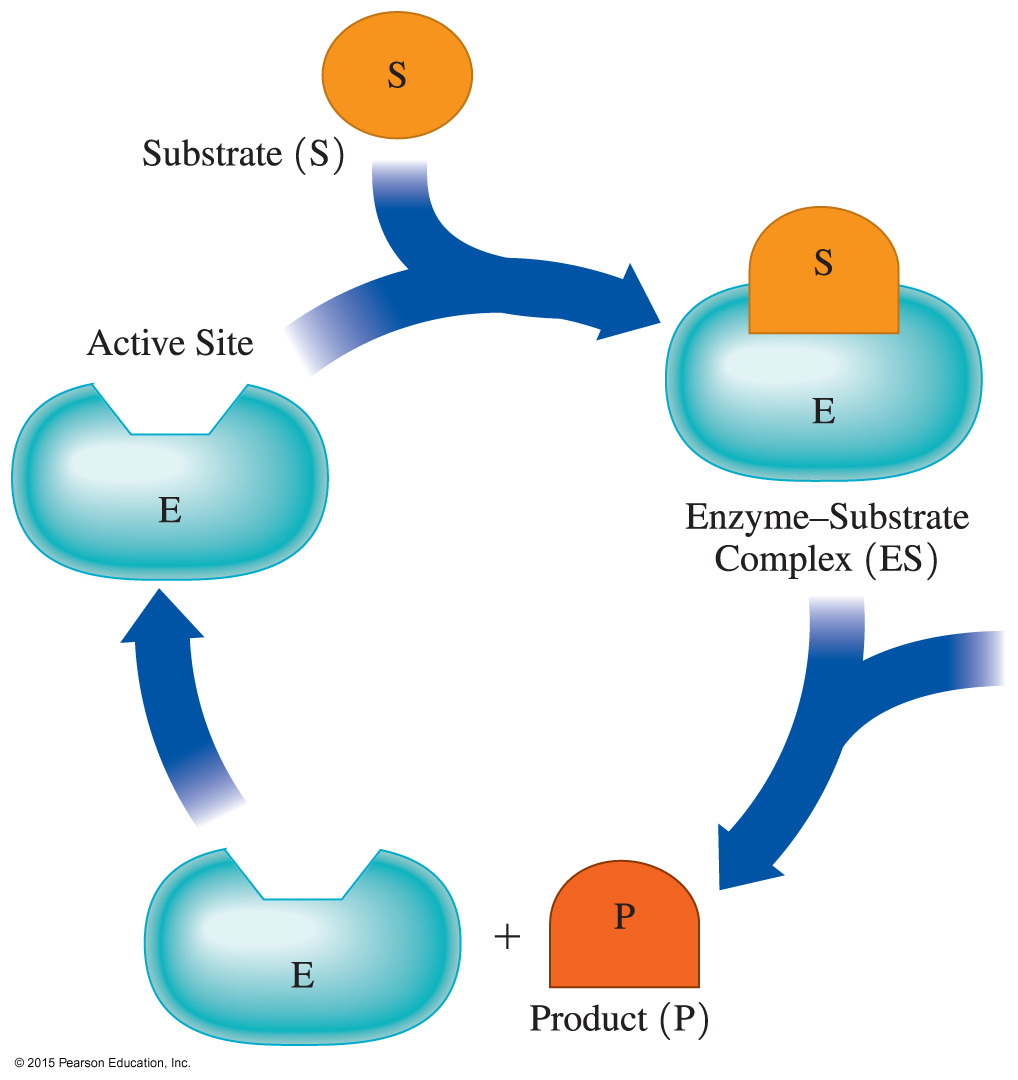 S
Substrate (S)
S
Active Site
E
E
Enzyme–Substrate
Complex (ES)
E
+
P
Product (P)
© 2015 Pearson Education, Inc.